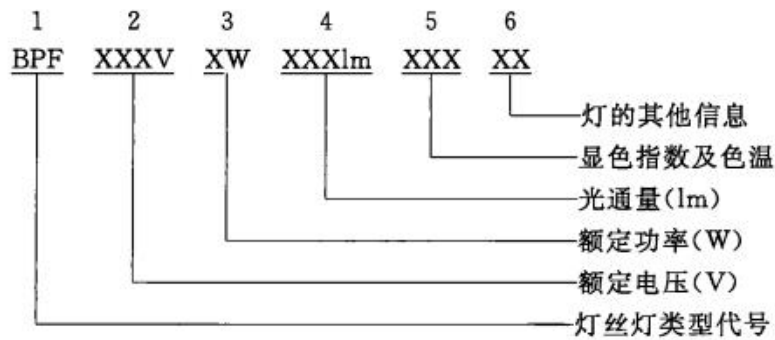 1 2 3 4 5 6
BPF XXXV XW XXXlm XXX XX
灯的其他信息
显色指数及色温
光通量(lm)
额定功率(W)
额定电压(V)
灯丝灯类型代号